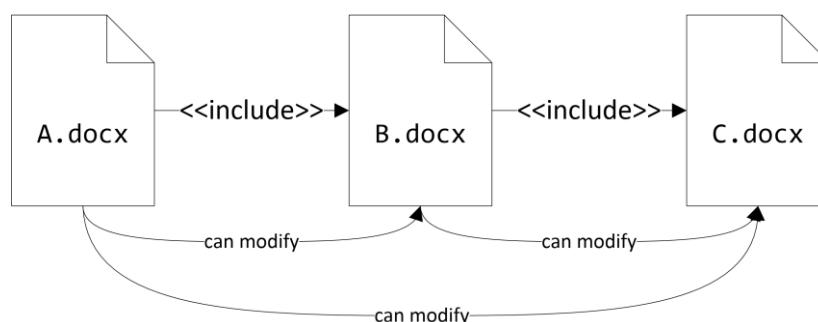 A.docx
<<include>>
B.docx
<<include>>
C.docx
can modify
can modify
can modify